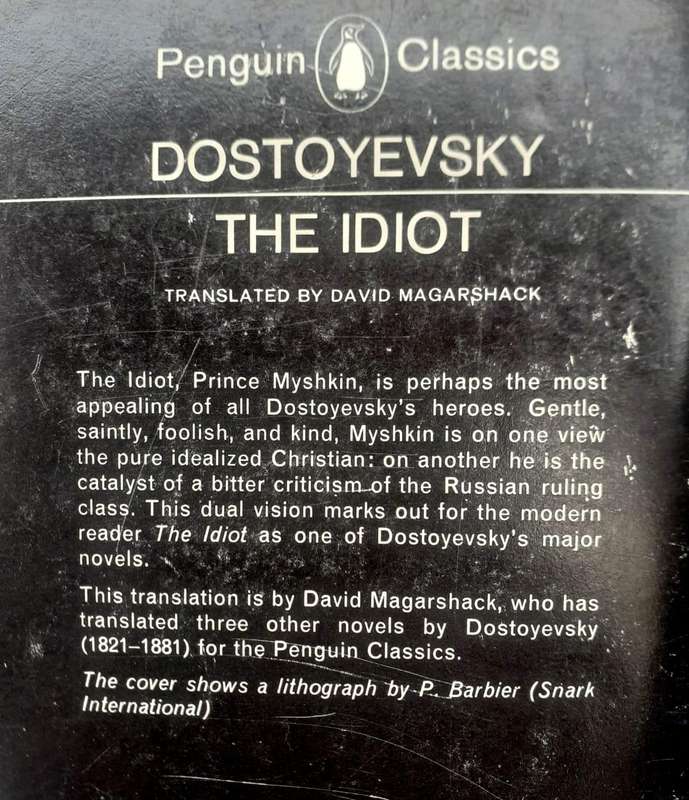 Penguin Classics
DOSTOYEVSKY
THE IDIOT
TRANSLATED BY DAVID MAGARSHACK
The Idiot, Prince Myshkin, is perhaps the most
appealing of all Dostoyevsky's heroes. Gentle,
saintly, foolish, and kind, Myshkin is on one view
the pure idealized Christian: on another he is the
catalyst of a bitter criticism of the Russian ruling
class. This dual vision marks out for the modern
reader The Idiot as one of Dostoyevsky's major
novels.
This translation is by David Magarshack, who has
translated three other novels by Dostoyevsky
(1821–1881) for the Penguin Classics.
The cover shows a lithograph by P. Barbier (Snark
International)